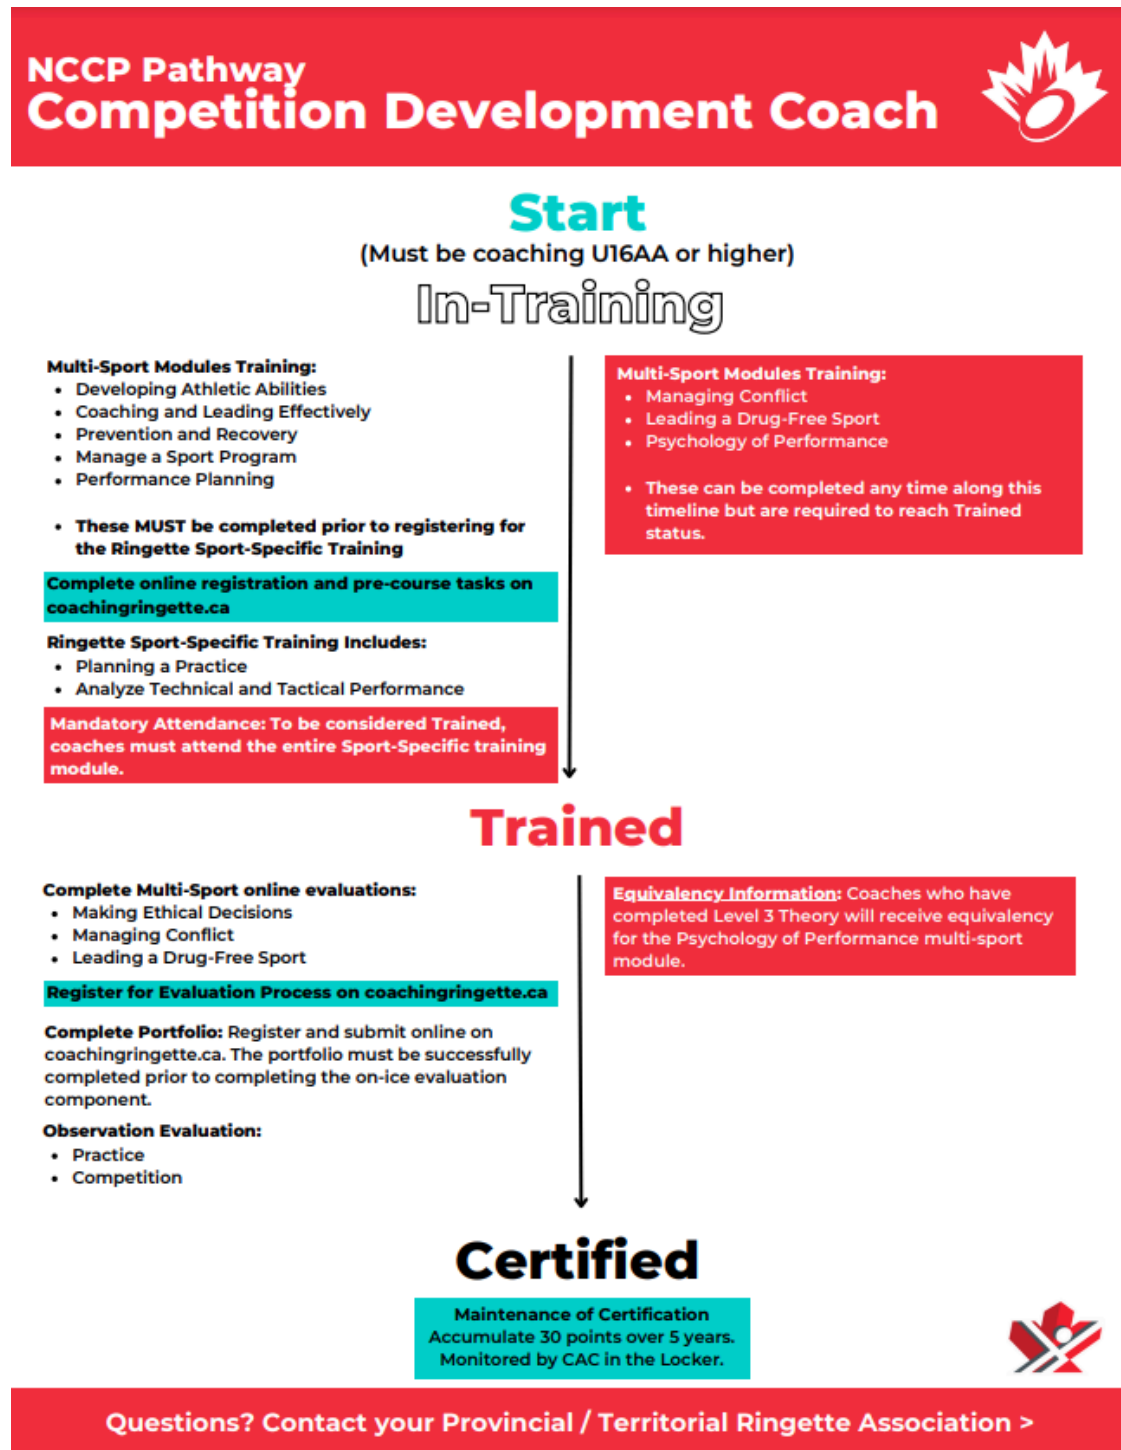 NCCP Pathway
Competition Development Coach
Start
(Must be coaching U16AA or higher)
In-Training
Multi-Sport Modules Training:
• Developing Athletic Abilities
• Coaching and Leading Effectively
• Prevention and Recovery
• Manage a Sport Program
• Performance Planning
• These MUST be completed prior to registering for
the Ringette Sport-Specific Training
Complete online registration and pre-course tasks on
coachingringette.ca
Ringette Sport-Specific Training Includes:
• Planning a Practice
• Analyze Technical and Tactical Performance
Mandatory Attendance: To be considered Trained,
coaches must attend the entire Sport-Specific training
module.
Multi-Sport Modules Training:
• Managing Conflict
• Leading a Drug-Free Sport
• Psychology of Performance
• These can be completed any time along this
timeline but are required to reach Trained
status.
Trained
Complete Multi-Sport online evaluations:
• Making Ethical Decisions
• Managing Conflict
• Leading a Drug-Free Sport
Register for Evaluation Process on coachingringette.ca
Complete Portfolio: Register and submit online on
coachingringette.ca. The portfolio must be successfully
completed prior to completing the on-ice evaluation
component.
Observation Evaluation:
• Practice
• Competition
Equivalency Information: Coaches who have
completed Level 3 Theory will receive equivalency
for the Psychology of Performance multi-sport
module.
Certified
Maintenance of Certification
Accumulate 30 points over 5 years.
Monitored by CAC in the Locker.
Questions? Contact your Provincial / Territorial Ringette Association >